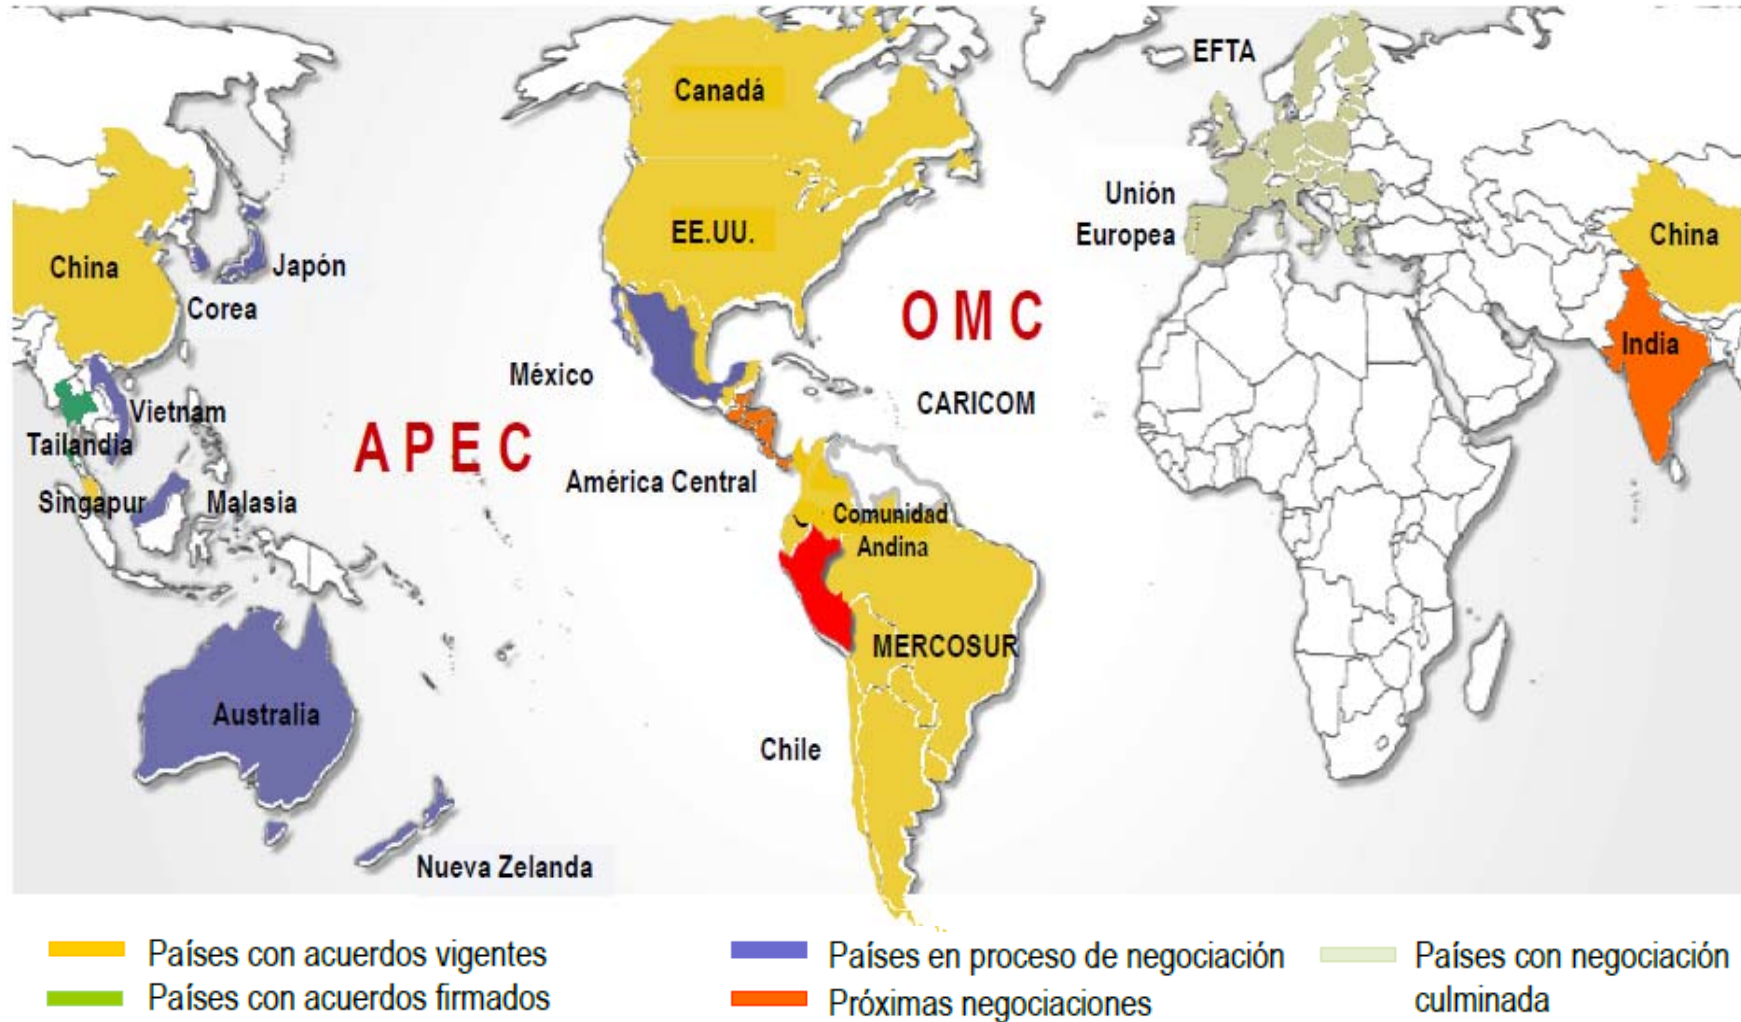 EFTA
Canadá
Unión
Europea
EE.UU.
China
China
Japón
Corea
O M C
India
México
CARICOM
Vietnam
Tailandia
A P E C
América Central
Singapur
Malasia
Comunidad
Andina
MERCOSUR
Australia
Chile
Nueva Zelanda
Países con acuerdos vigentes
Países con acuerdos firmados
Países en proceso de negociación
Próximas negociaciones
Países con negociación
culminada